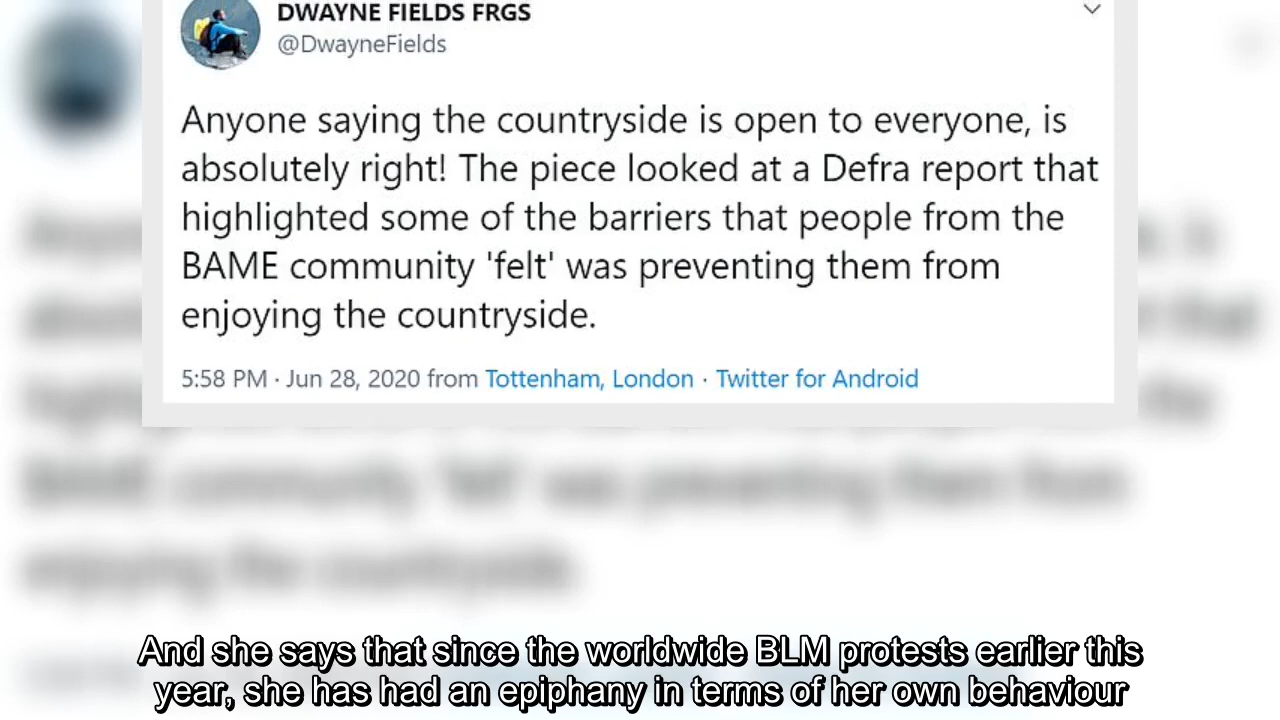 DWAYNE FIELDS FRGS
@DwayneFields
Anyone saying the countryside is open to everyone, is
absolutely right! The piece looked at a Defra report that
highlighted some of the barriers that people from the
BAME community 'felt' was preventing them from
enjoying the countryside.
5:58 PM · Jun 28, 2020 from Tottenham, London · Twitter for Android
And she says that since the worldwide BLM protests earlier this
year, she has had an epiphany in terms of her own behaviour